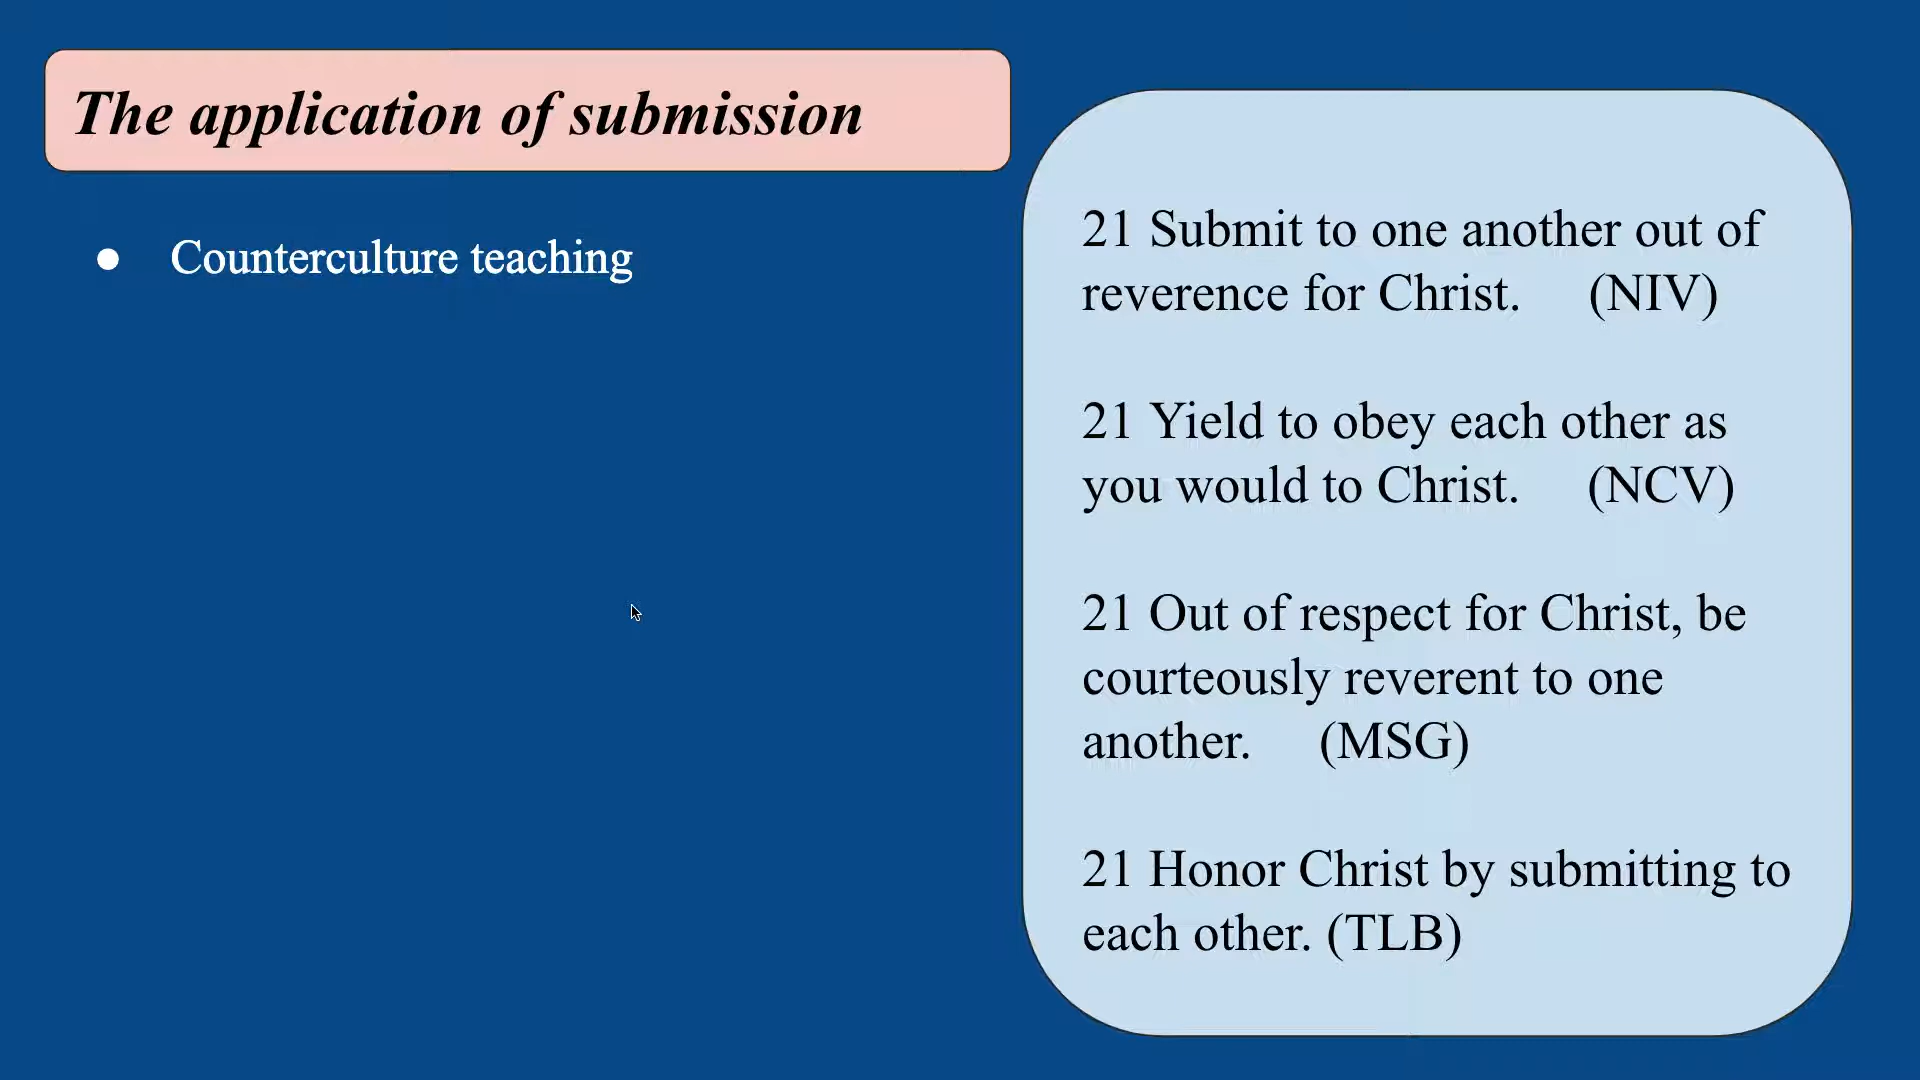 The application of submission
● Counterculture teaching
21 Submit to one another out of
reverence for Christ. (NIV)
21 Yield to obey each other as
you would to Christ. (NCV)
21 Out of respect for Christ, be
courteously reverent to one
another. (MSG)
21 Honor Christ by submitting to
each other. (TLB)